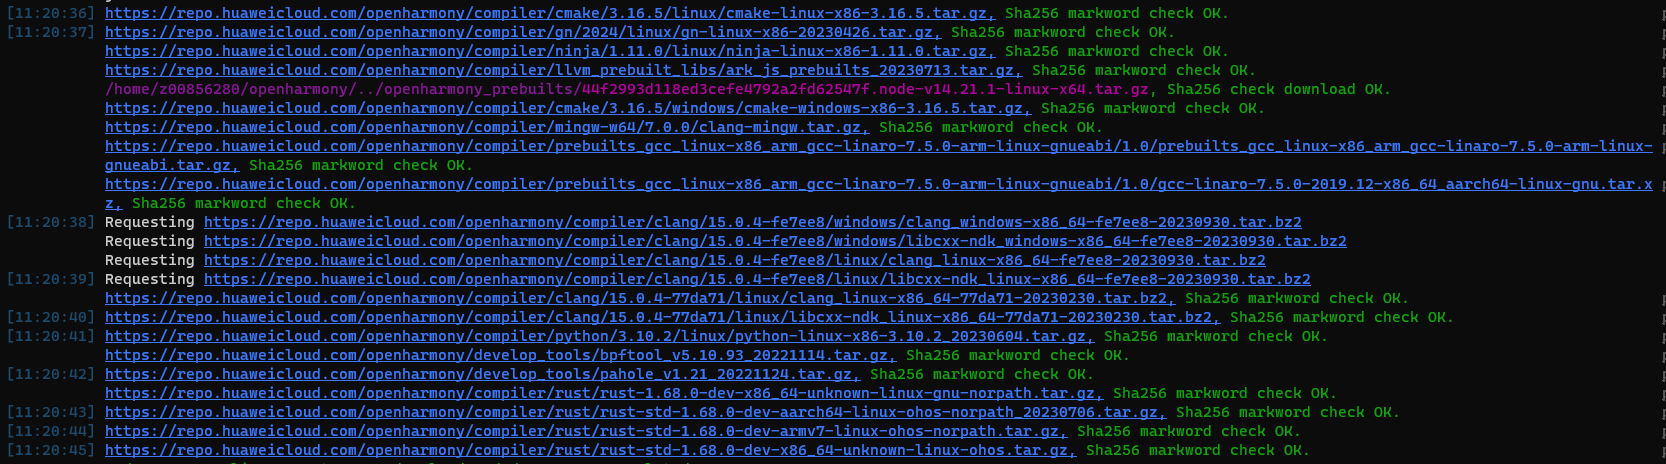 [11:20:36] https://repo.huaweicloud.com/openharmony/compiler/cmake/3.16.5/linux/cmake-linux-x86-3.16.5.tar.gz, Sha256 markword check OK.
[11:20:37] https://repo.huaweicloud.com/openharmony/compiler/gn/2024/linux/gn-linux-x86-20230426.tar.gz, Sha256 markword check OK.
https://repo.huaweicloud.com/openharmony/compiler/ninja/1.11.0/linux/ninja-linux-x86-1.11.0.tar.gz, Sha256 markword check OK.
https://repo.huaweicloud.com/openharmony/compiler/llvm_prebuilt_libs/ark_js_prebuilts_20230713.tar.gz, Sha256 markword check OK.
/home/z00856280/openharmony/../openharmony_prebuilts/44f2993d118ed3cefe4792a2fd62547f.node-v14.21.1-linux-x64.tar.gz, Sha256 check download OK.
https://repo.huaweicloud.com/openharmony/compiler/cmake/3.16.5/windows/cmake-windows-x86-3.16.5.tar.gz, Sha256 markword check OK.
https://repo.huaweicloud.com/openharmony/compiler/mingw-w64/7.0.0/clang-mingw.tar.gz, Sha256 markword check OK.
https://repo.huaweicloud.com/openharmony/compiler/prebuilts_gcc_linux-x86_arm_gcc-linaro-7.5.0-arm-linux-gnueabi/1.0/prebuilts_gcc_linux-x86_arm_gcc-linaro-7.5.0-arm-linux-
gnueabi.tar.gz, Sha256 markword check OK.
https://repo.huaweicloud.com/openharmony/compiler/prebuilts_gcc_linux-x86_arm_gcc-linaro-7.5.0-arm-linux-gnueabi/1.0/gcc-linaro-7.5.0-2019.12-x86_64_aarch64-linux-gnu.tar.x
z, Sha256 markword check OK.
[11:20:38] Requesting https://repo.huaweicloud.com/openharmony/compiler/clang/15.0.4-fe7ee8/windows/clang_windows-x86_64-fe7ee8-20230930.tar.bz2
Requesting https://repo.huaweicloud.com/openharmony/compiler/clang/15.0.4-fe7ee8/windows/libcxx-ndk_windows-x86_64-fe7ee8-20230930.tar.bz2
Requesting https://repo.huaweicloud.com/openharmony/compiler/clang/15.0.4-fe7ee8/linux/clang_linux-x86_64-fe7ee8-20230930.tar.bz2
[11:20:39] Requesting https://repo.huaweicloud.com/openharmony/compiler/clang/15.0.4-fe7ee8/linux/libcxx-ndk_linux-x86_64-fe7ee8-20230930.tar.bz2
https://repo.huaweicloud.com/openharmony/compiler/clang/15.0.4-77da71/linux/clang_linux-x86_64-77da71-20230230.tar.bz2, Sha256 markword check OK.
[11:20:40] https://repo.huaweicloud.com/openharmony/compiler/clang/15.0.4-77da71/linux/libcxx-ndk_linux-x86_64-77da71-20230230.tar.bz2, Sha256 markword check OK.
[11:20:41] https://repo.huaweicloud.com/openharmony/compiler/python/3.10.2/linux/python-linux-x86-3.10.2_20230604.tar.gz, Sha256 markword check OK.
https://repo.huaweicloud.com/openharmony/develop_tools/bpftool_v5.10.93_20221114.tar.gz, Sha256 markword check OK.
[11:20:42] https://repo.huaweicloud.com/openharmony/develop_tools/pahole_v1.21_20221124.tar.gz, Sha256 markword check OK.
https://repo.huaweicloud.com/openharmony/compiler/rust/rust-1.68.0-dev-x86_64-unknown-linux-gnu-norpath.tar.gz, Sha256 markword check OK.
[11:20:43] https://repo.huaweicloud.com/openharmony/compiler/rust/rust-std-1.68.0-dev-aarch64-linux-ohos-norpath_20230706.tar.gz, Sha256 markword check OK.
[11:20:44] https://repo.huaweicloud.com/openharmony/compiler/rust/rust-std-1.68.0-dev-armv7-linux-ohos-norpath.tar.gz, Sha256 markword check OK.
[11:20:45] https://repo.huaweicloud.com/openharmony/compiler/rust/rust-std-1.68.0-dev-x86_64-unknown-linux-ohos.tar.gz, Sha256 markword check OK.